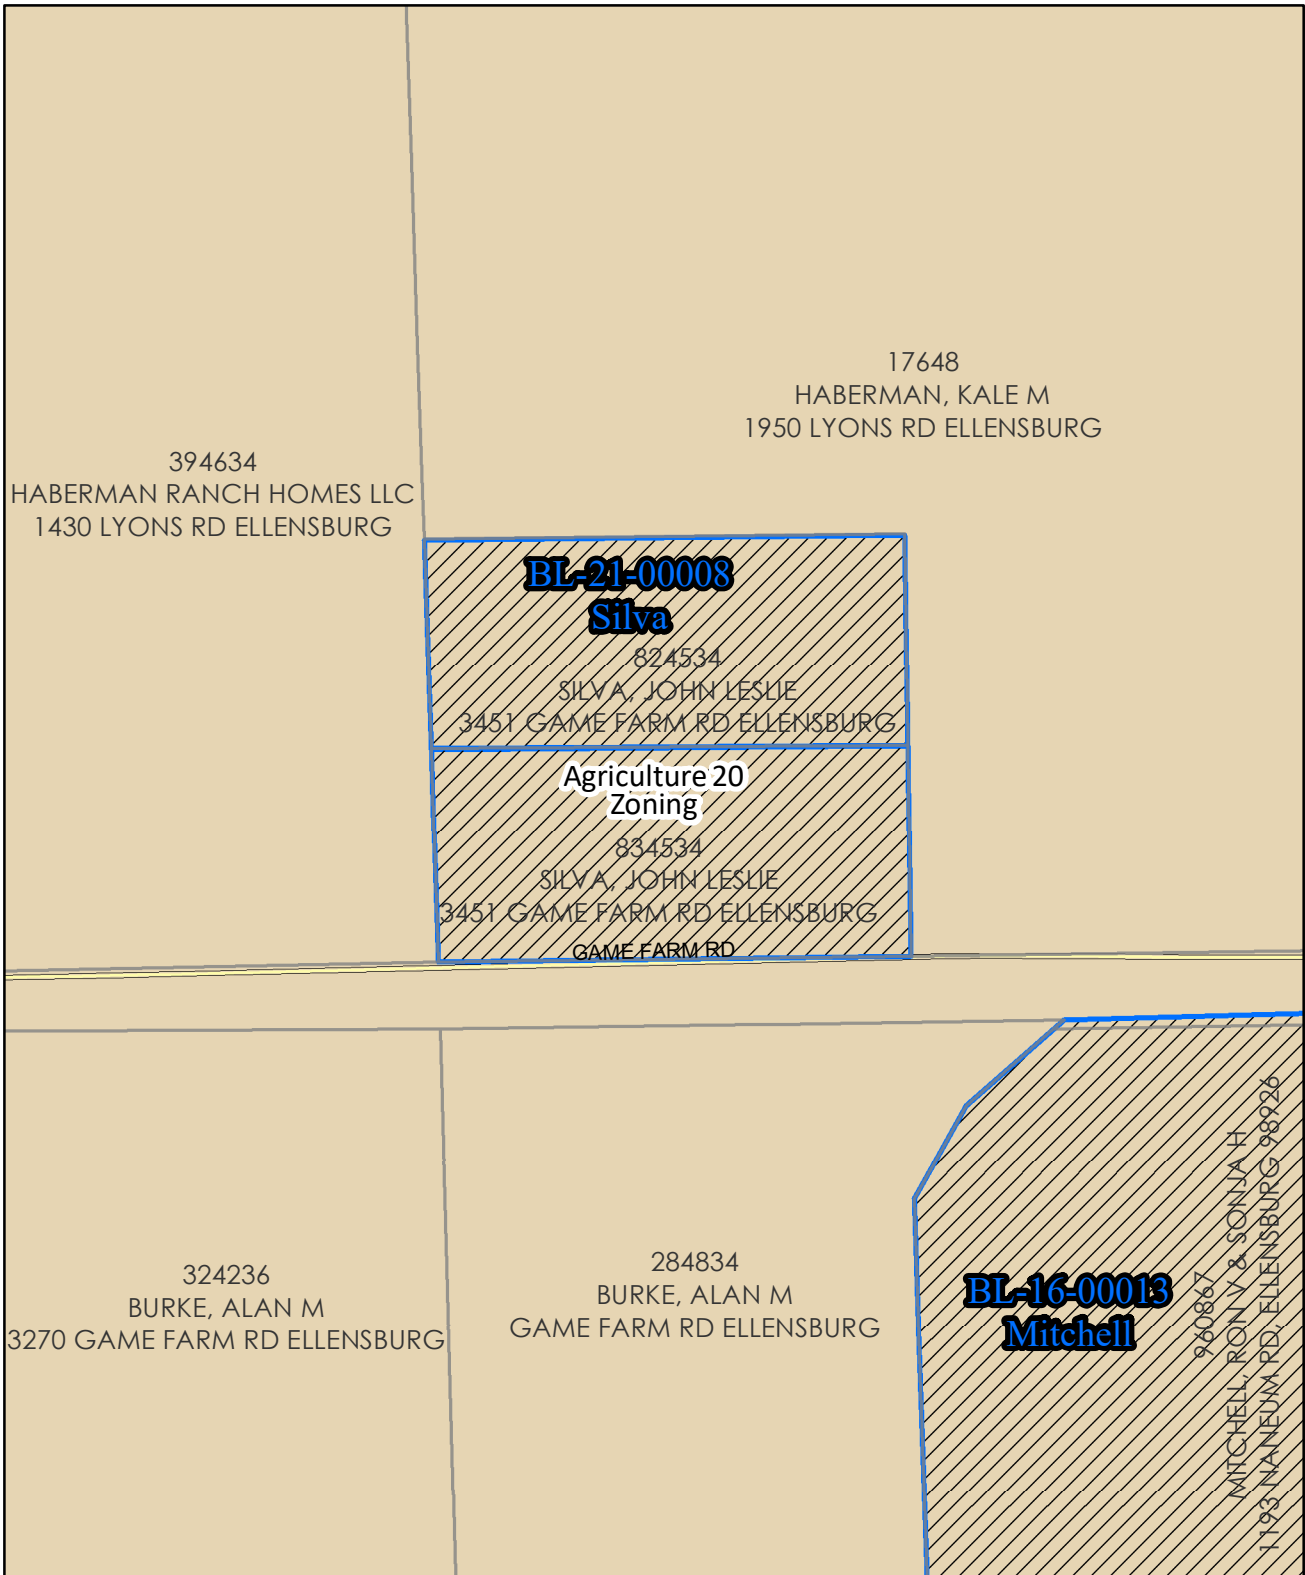 17648
HABERMAN, KALE M
1950 LYONS RD ELLENSBURG
394634
HABERMAN RANCH HOMES LLC
1430 LYONS RD ELLENSBURG
BL-21-00008
Silva
824534
SILVA, JOHN LESLIE
3451 GAME FARM RD ELLENSBURG
Agriculture 20
Zoning
834534
SILVA, JOHN LESLIE
3451 GAME FARM RD ELLENSBURG
GAME FARM RD
324236
BURKE, ALAN M
3270 GAME FARM RD ELLENSBURG
284834
BURKE, ALAN M
GAME FARM RD ELLENSBURG
BL-16-00013
Mitchell
960867
MITCHELL, RON V & SONJA H
1193 NANEUM RD, ELLENSBURG 98926